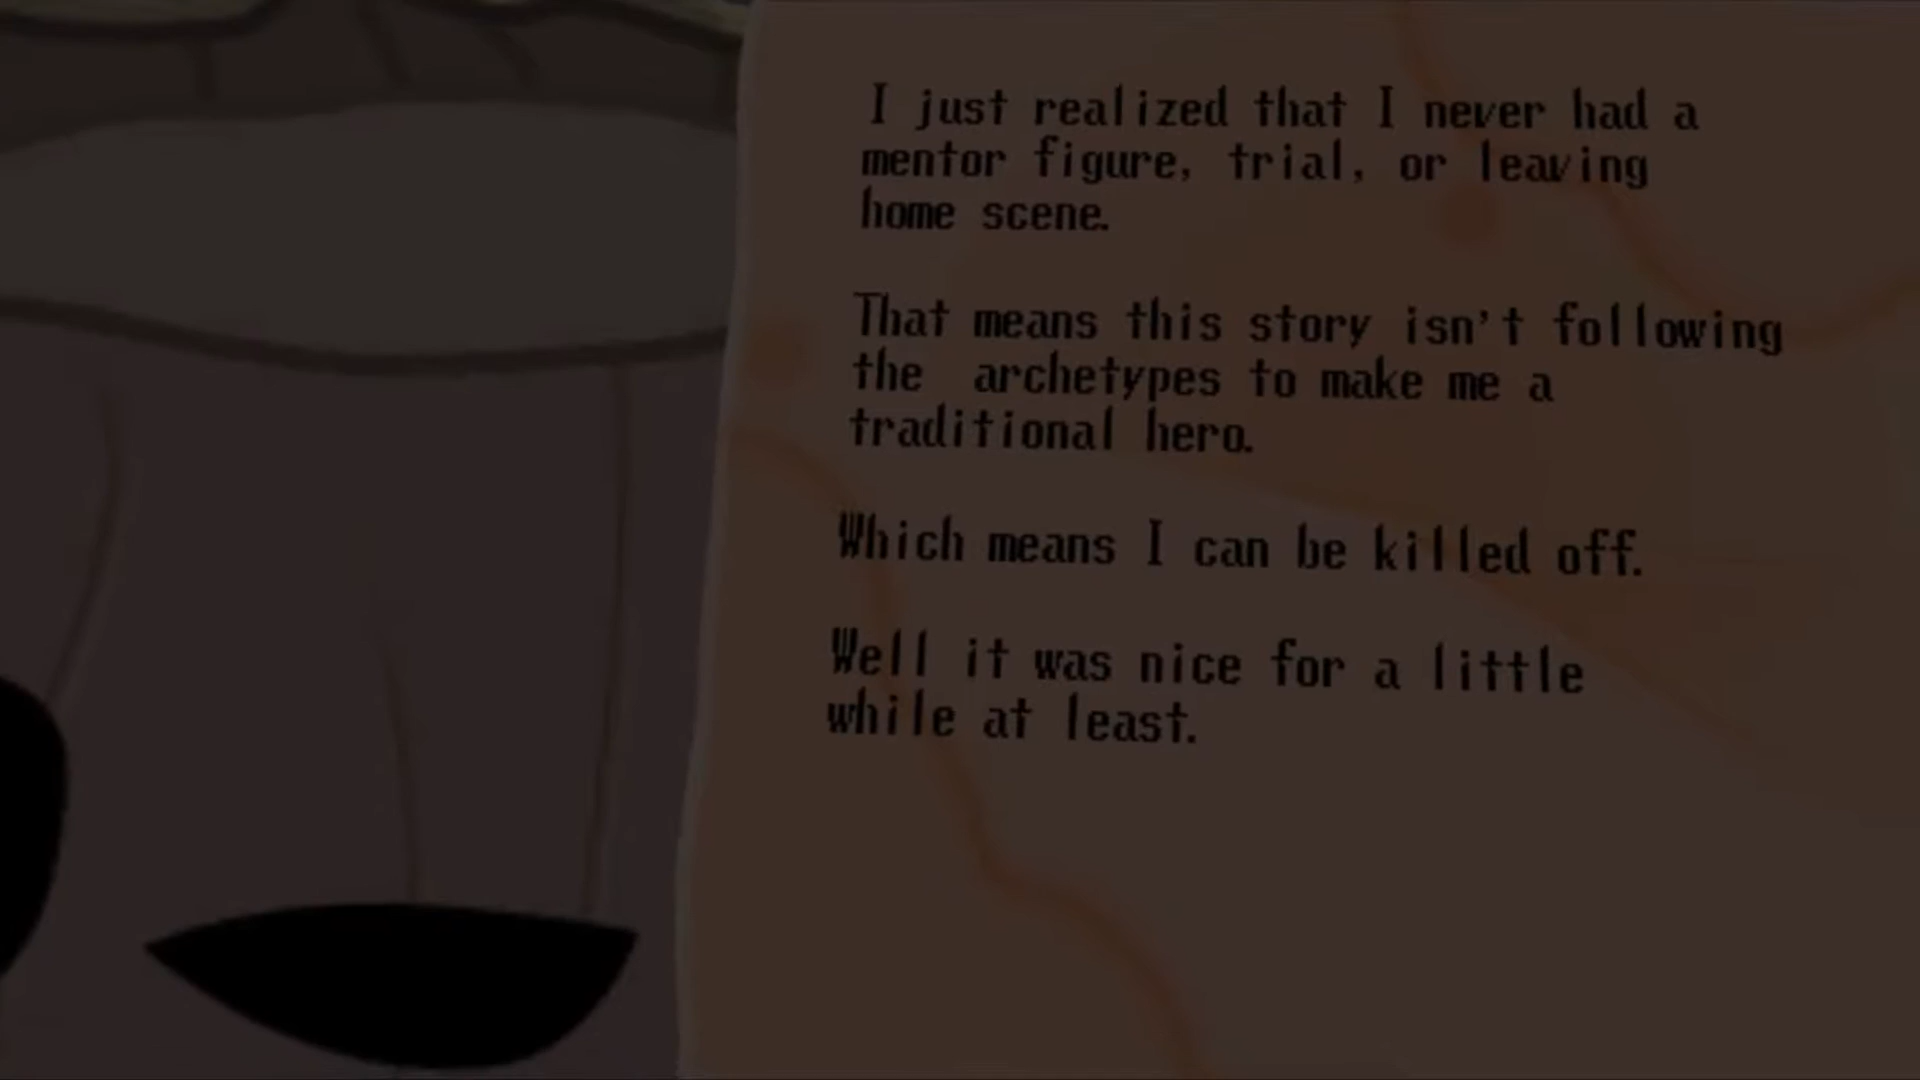 I just realized that I never had a
mentor figure, trial, or leaving
home scene.
That means this story isn't following
the archetypes to make me a
traditional hero.
Which means I can be killed off.
Well it was nice for a little
while at least.